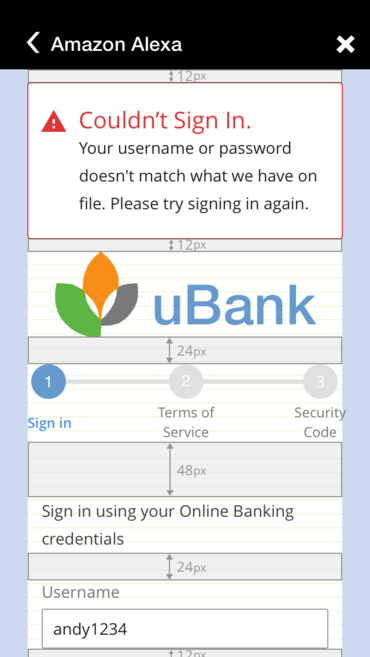 Amazon Alexa
12px
Couldn't Sign In.
Your username or password
doesn't match what we have on
file. Please try signing in again.
12px
uBank
24px
1
2
3
Sign in
Terms of
Service
Security
Code
48px
Sign in using your Online Banking
credentials
24px
Username
andy1234
12px